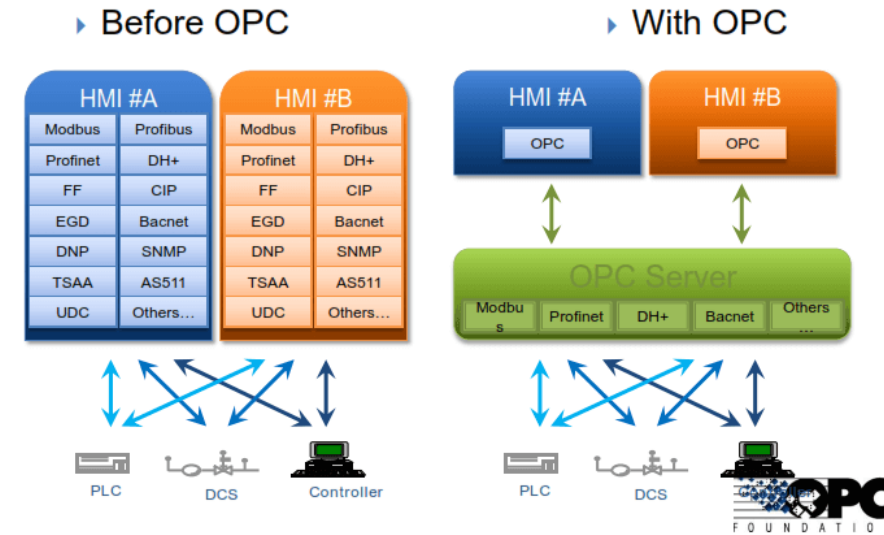 Before OPC
With OPC
HMI #A
HMI #B
Modbus Profibus
Profinet DH+
FF CIP
EGD Bacnet
DNP SNMP
TSAA AS511
UDC Others...
Modbus Profibus
Profinet DH+
FF CIP
EGD Bacnet
DNP SNMP
TSAA AS511
UDC Others...
PLC
DCS
Controller
HMI #A
HMI #B
OPC
OPC
OPC Server
Modbu
s
Profinet
DH+
Bacnet
Others
...
PLC
DCS
OPC
FOUNDATIO